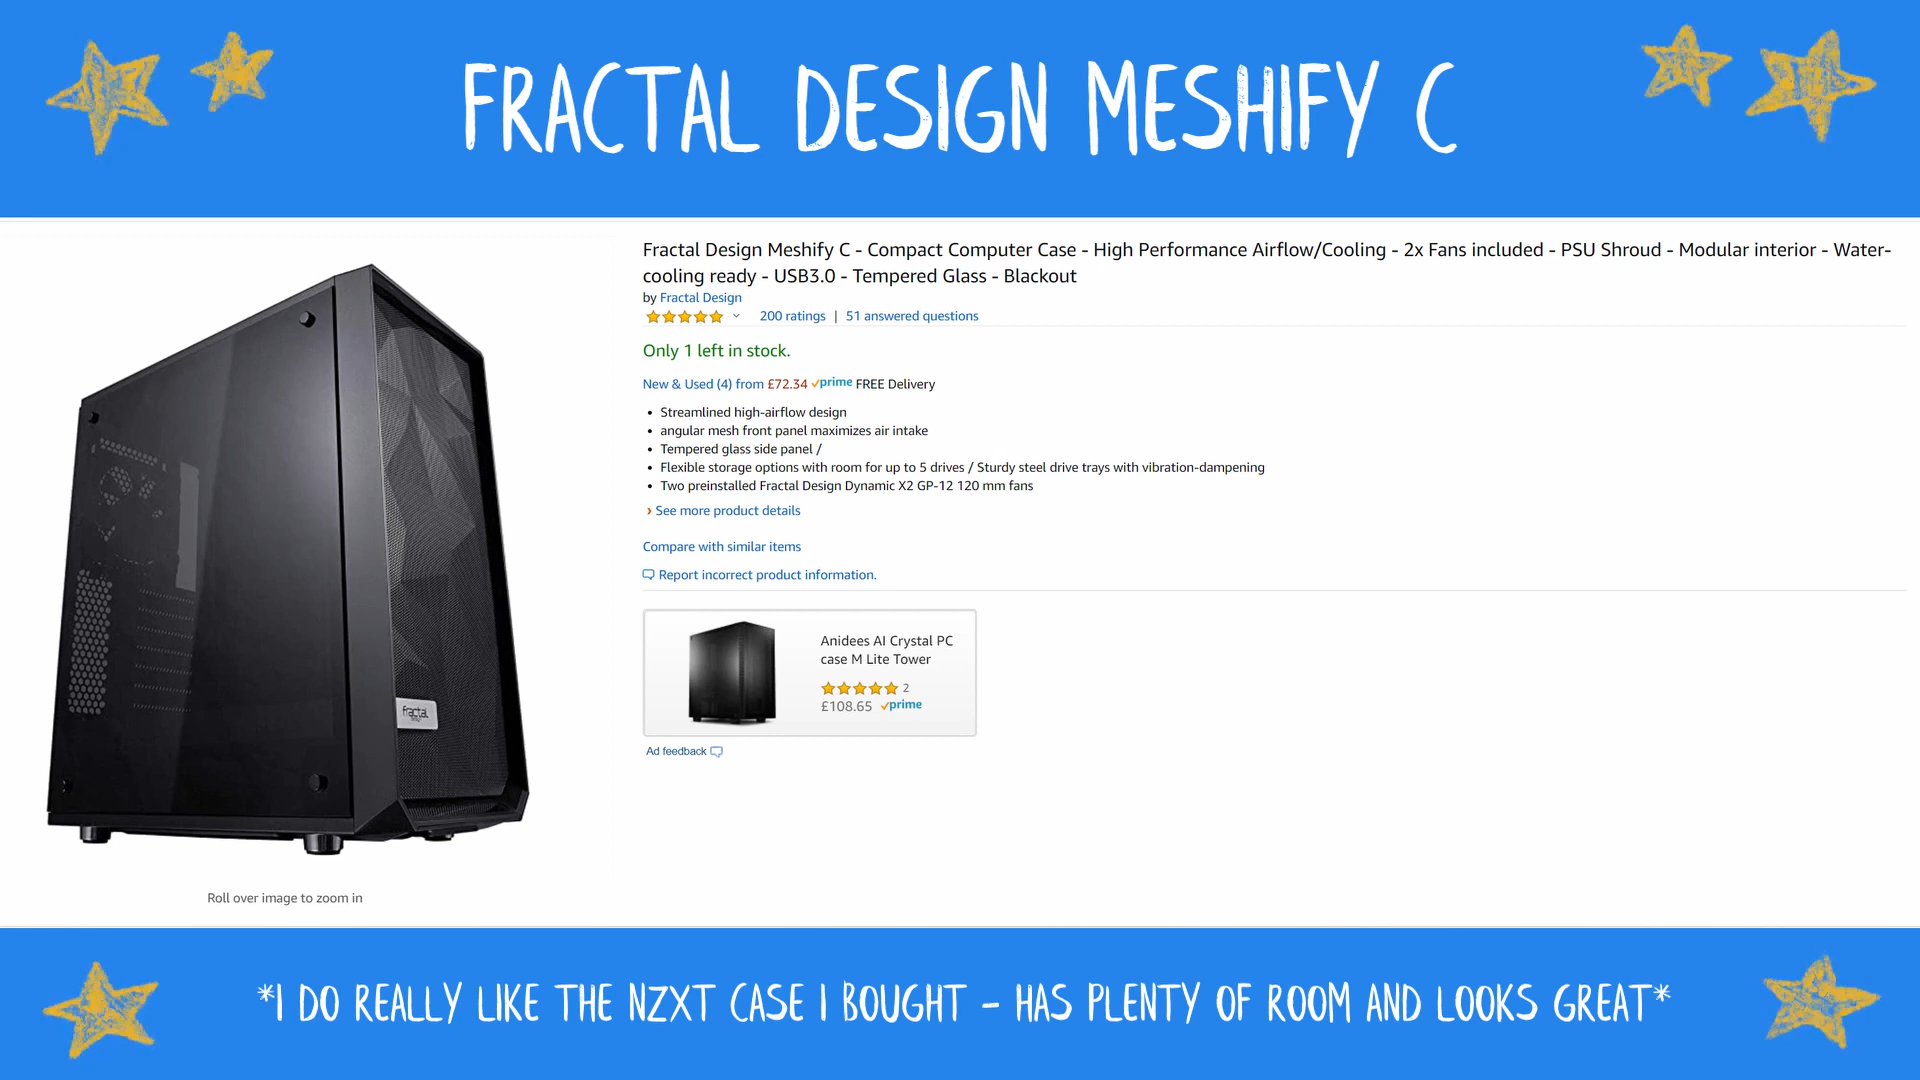 FRACTAL DESIGN MESHIFY C
Fractal Design Meshify C - Compact Computer Case - High Performance Airflow/Cooling - 2x Fans included - PSU Shroud - Modular interior - Water-
cooling ready - USB3.0 - Tempered Glass - Blackout
by Fractal Design
200 ratings | 51 answered questions
Only 1 left in stock.
New & Used (4) from £72.34 prime FREE Delivery
• Streamlined high-airflow design
• angular mesh front panel maximizes air intake
• Tempered glass side panel /
• Flexible storage options with room for up to 5 drives / Sturdy steel drive trays with vibration-dampening
• Two preinstalled Fractal Design Dynamic X2 GP-12 120 mm fans
› See more product details
Compare with similar items
Report incorrect product information.
Anidees AI Crystal PC
case M Lite Tower
2
£108.65 prime
Ad feedback
fractal
design
Roll over image to zoom in
*I DO REALLY LIKE THE NZXT CASE I BOUGHT - HAS PLENTY OF ROOM AND LOOKS GREAT*